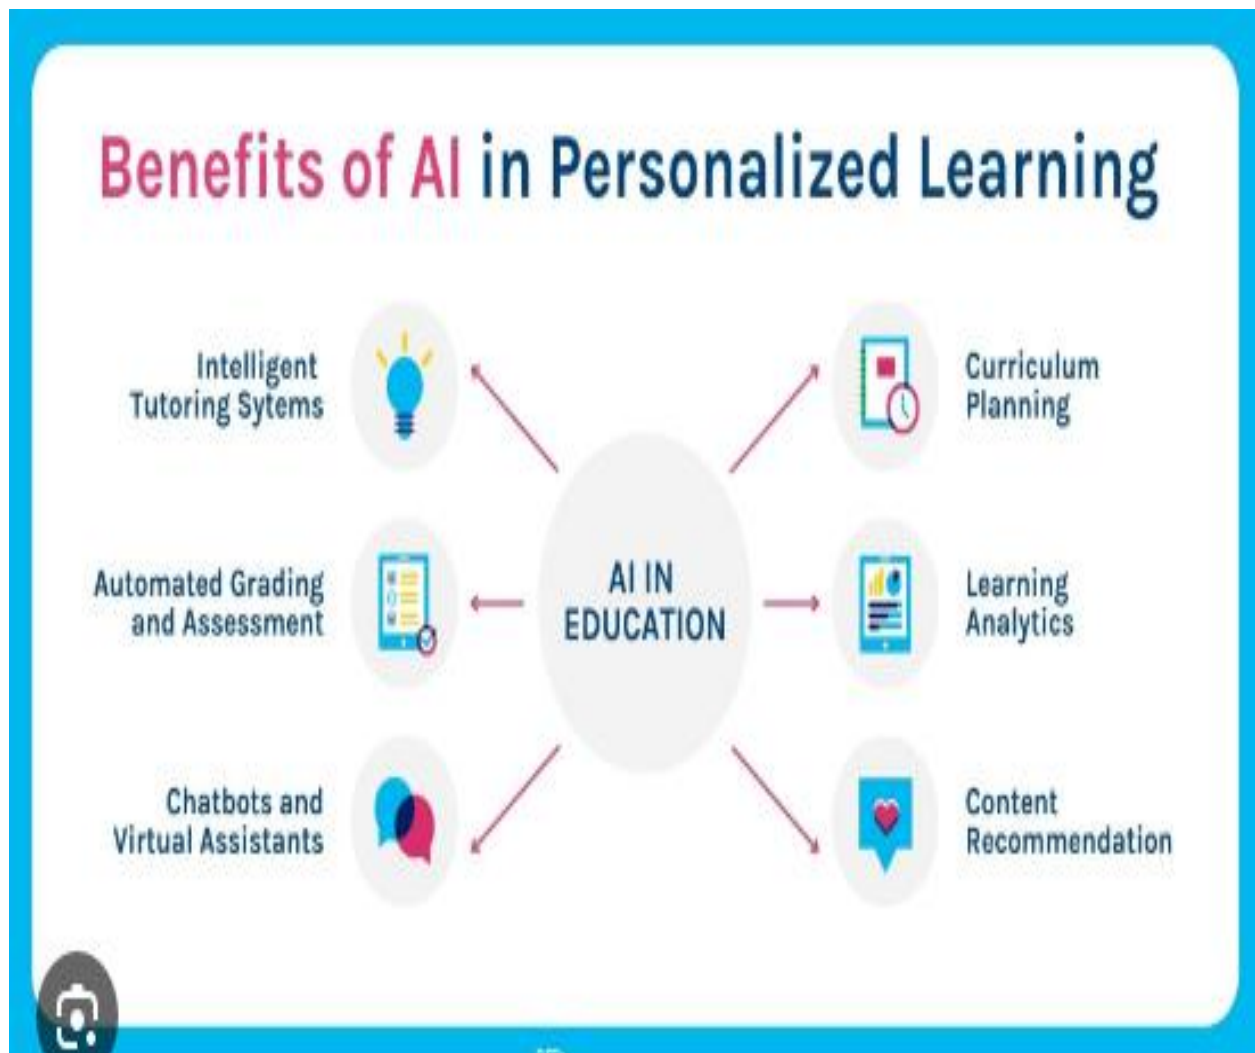 Benefits of AI in Personalized Learning
Intelligent
Tutoring Sytems
Automated Grading
and Assessment
Chatbots and
Virtual Assistants
AI IN
EDUCATION
Curriculum
Planning
Learning
Analytics
Content
Recommendation